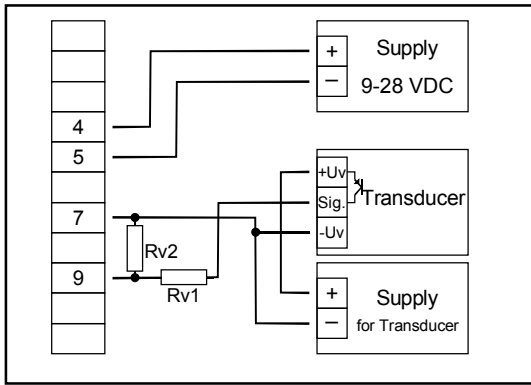 +
Supply
−
9-28 VDC
4
5
+Uv
Sig.
Transducer
-Uv
7
Rv2
9
Rv1
+
Supply
−
for Transducer